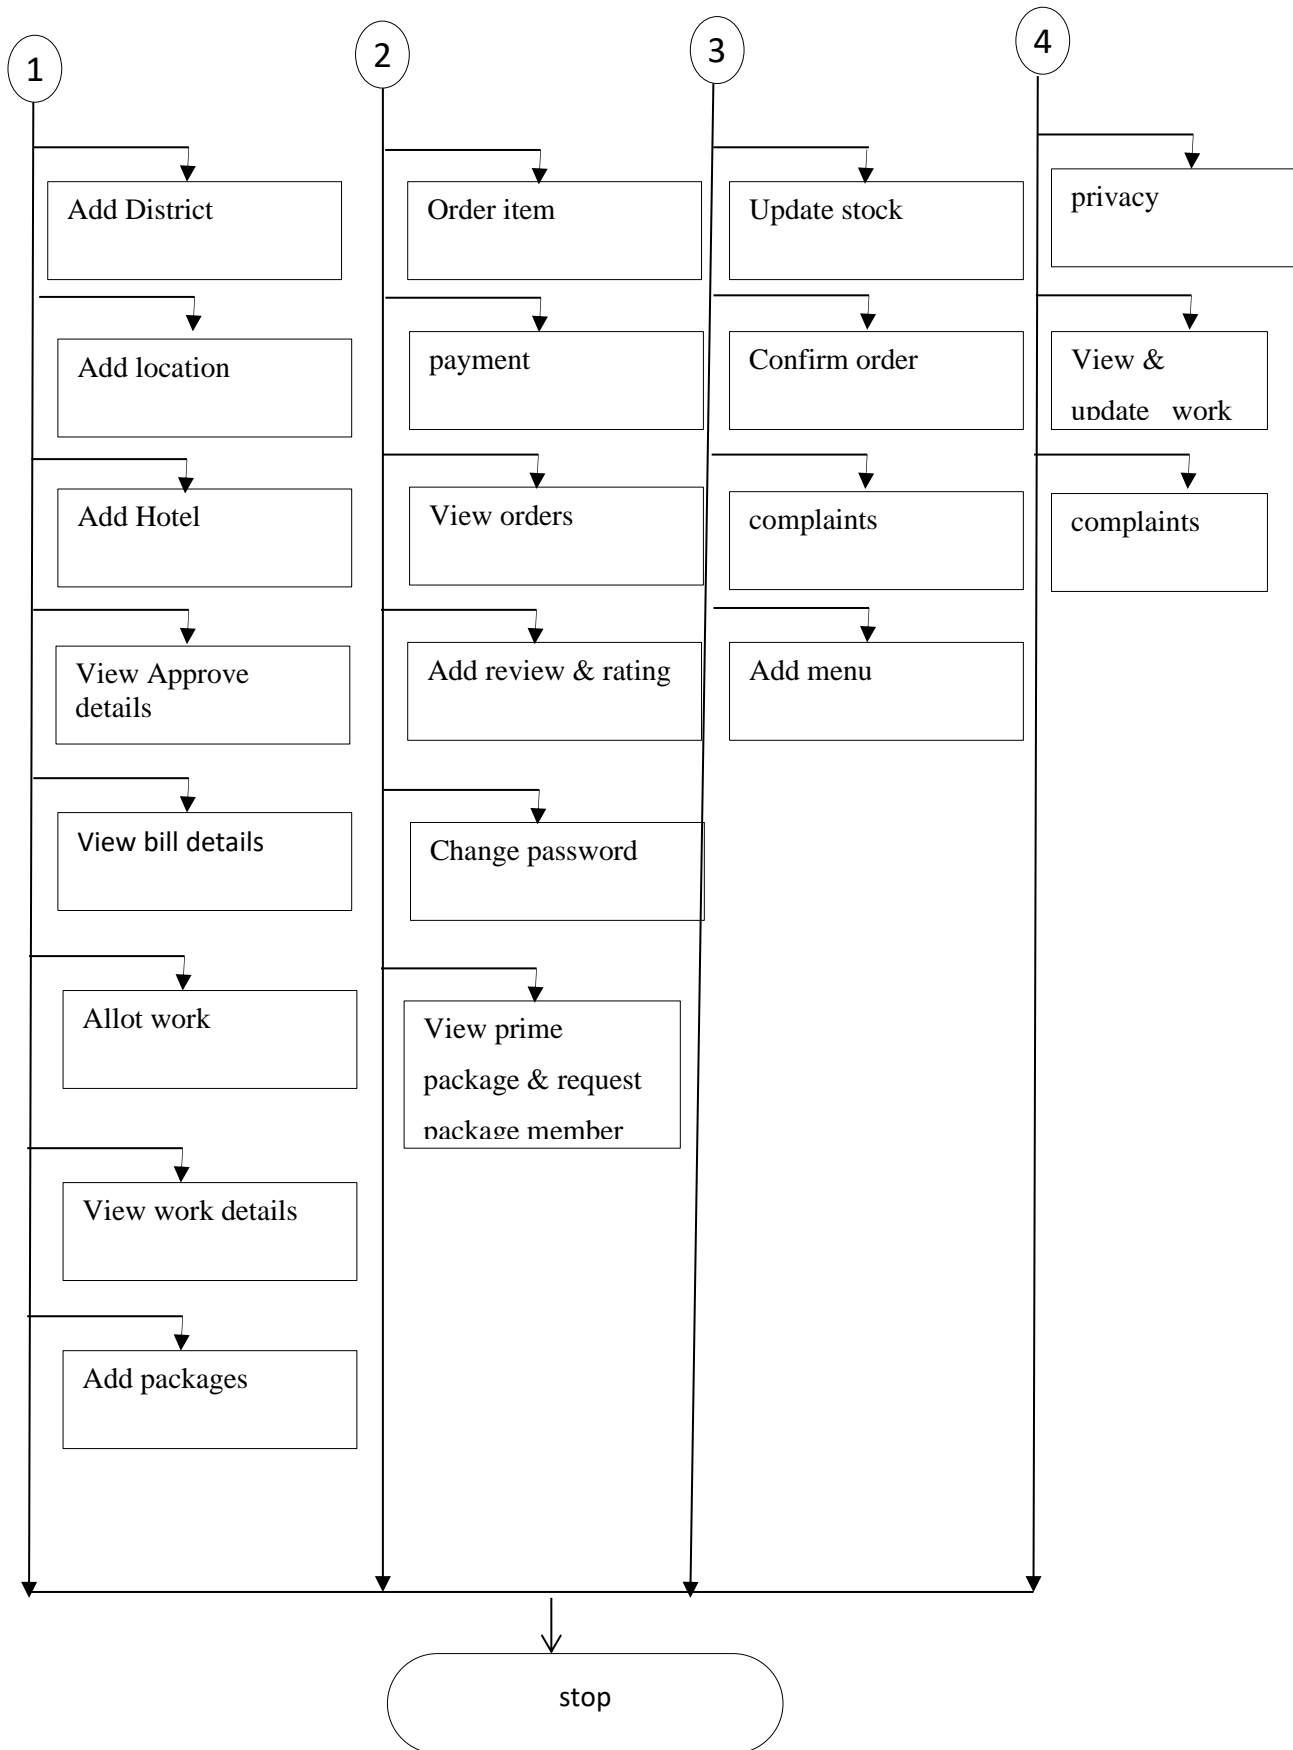 1
2
3
4
Add District
Add location
Add Hotel
View Approve
details
View bill details
Allot work
View work details
Add packages
Order item
payment
View orders
Add review & rating
Change password
View prime
package & request
package member
Update stock
Confirm order
complaints
Add menu
privacy
View &
update work
complaints
stop